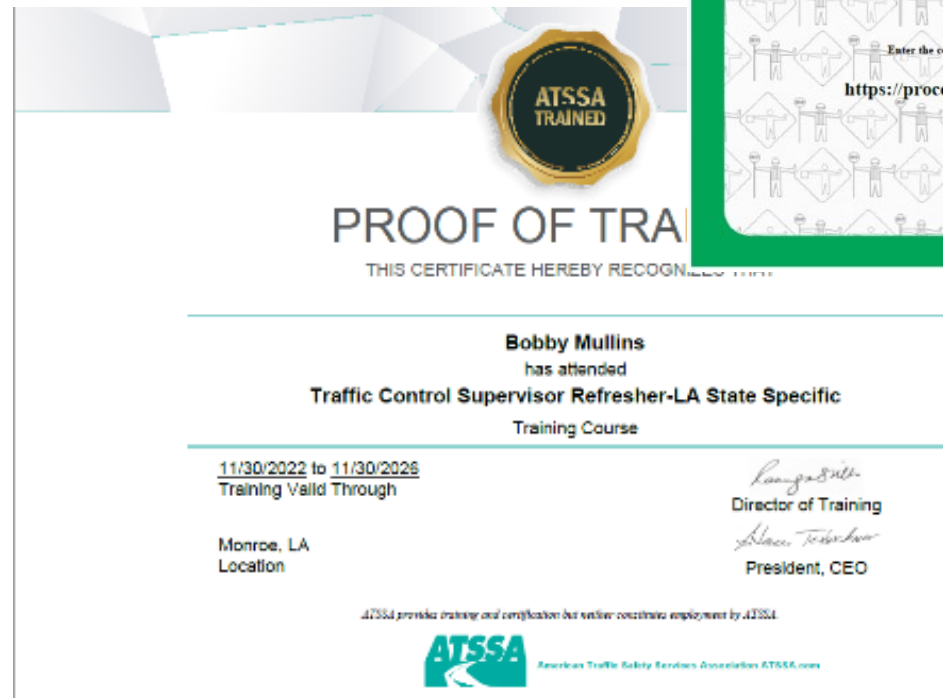 ATSSA
TRAINED
Enter the
https://proc
PROOF OF TRA
THIS CERTIFICATE HEREBY RECOGN
Bobby Mullins
has attended
Traffic Control Supervisor Refresher-LA State Specific
Training Course
11/30/2022 to 11/30/2026
Training Valid Through
Director of Training
Monroe, LA
Location
President, CEO
ATSSA provides training and certification but neither constitutes employment by ATSSA.
ATSSA
American Traffic Safety Services Association ATSSA.com